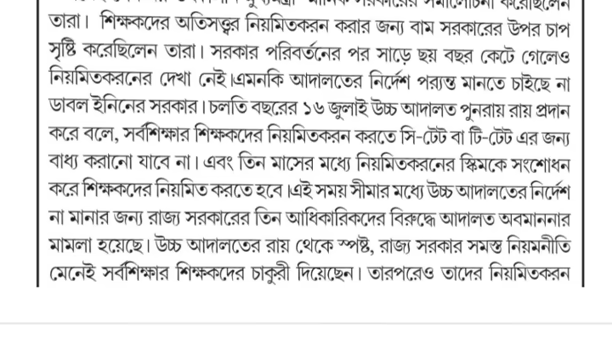 মানিক সরকারের সমালোচনা করেছিলেন
তারা। শিক্ষকদের অতিসত্ত্বর নিয়মিতকরন করার জন্য বাম সরকারের উপর চাপ
সৃষ্টি করেছিলেন তারা। সরকার পরিবর্তনের পর সাড়ে ছয় বছর কেটে গেলেও
নিয়মিতকরনের দেখা নেই।এমনকি আদালতের নির্দেশ পর‍্যন্ত মানতে চাইছে না
ডাবল ইনিনের সরকার।চলতি বছরের ১৬ জুলাই উচ্চ আদালত পুনরায় রায় প্রদান
করে বলে, সর্বশিক্ষার শিক্ষকদের নিয়মিতকরন করতে সি-টেট বা টি-টেট এর জন্য
বাধ্য করানো যাবে না। এবং তিন মাসের মধ্যে নিয়মিতকরনের স্কিমকে সংশোধন
করে শিক্ষকদের নিয়মিত করতে হবে।এই সময় সীমার মধ্যে উচ্চ আদালতের নির্দেশ
না মানার জন্য রাজ্য সরকারের তিন আধিকারিকদের বিরুদ্ধে আদালত অবমাননার
মামলা হয়েছে। উচ্চ আদালতের রায় থেকে স্পষ্ট, রাজ্য সরকার সমস্ত নিয়মনীতি
মেনেই সর্বশিক্ষার শিক্ষকদের চাকুরী দিয়েছেন। তারপরেও তাদের নিয়মিতকরন